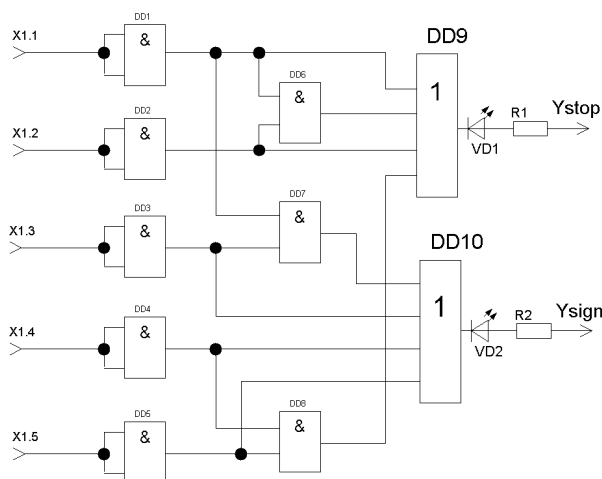 X1.1
DD1
&
DD9
DD6
&
1
R1
Ystop
VD1
X1.2
DD2
&
X1.3
DD3
&
DD7
&
DD10
1
R2
Ysign
VD2
X1.4
DD4
&
X1.5
DD5
&
DD8
&